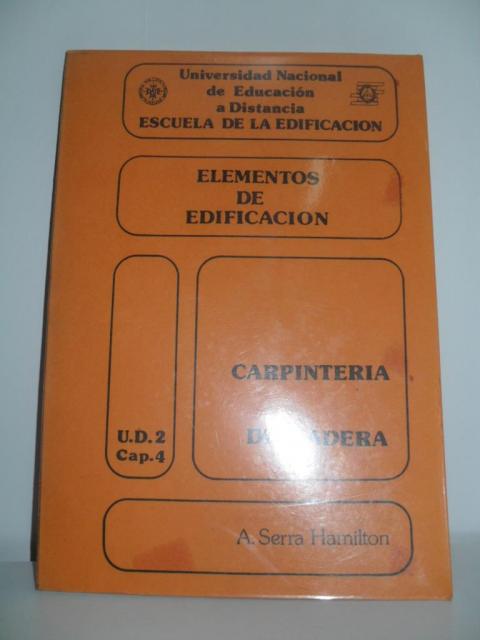 Universidad Nacional
de Educación
a Distancia
ESCUELA DE LA EDIFICACION
ELEMENTOS
DE
EDIFICACION
CARPINTERIA
U.D.2
Cap.4
A. Serra Hamilton